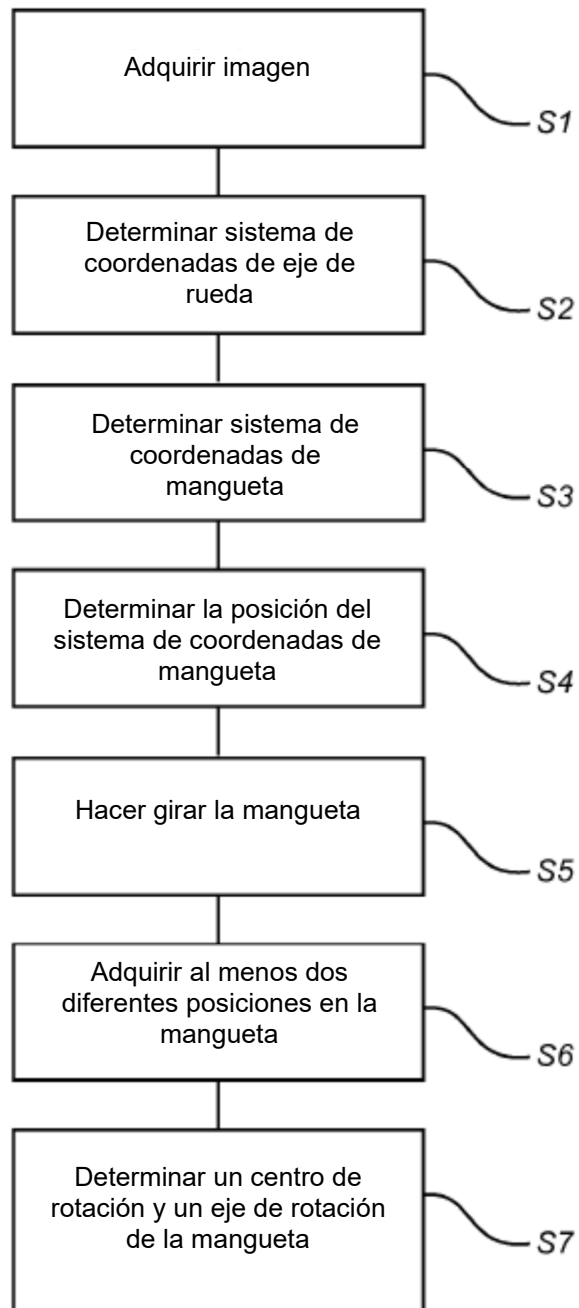 Adquirir imagen
S1
Determinar sistema de
coordenadas de eje de
rueda
S2
Determinar sistema de
coordenadas de
mangueta
S3
Determinar la posición del
sistema de coordenadas de
mangueta
S4
Hacer girar la mangueta
S5
Adquirir al menos dos
diferentes posiciones en la
mangueta
S6
Determinar un centro de
rotación y un eje de rotación
de la mangueta
S7